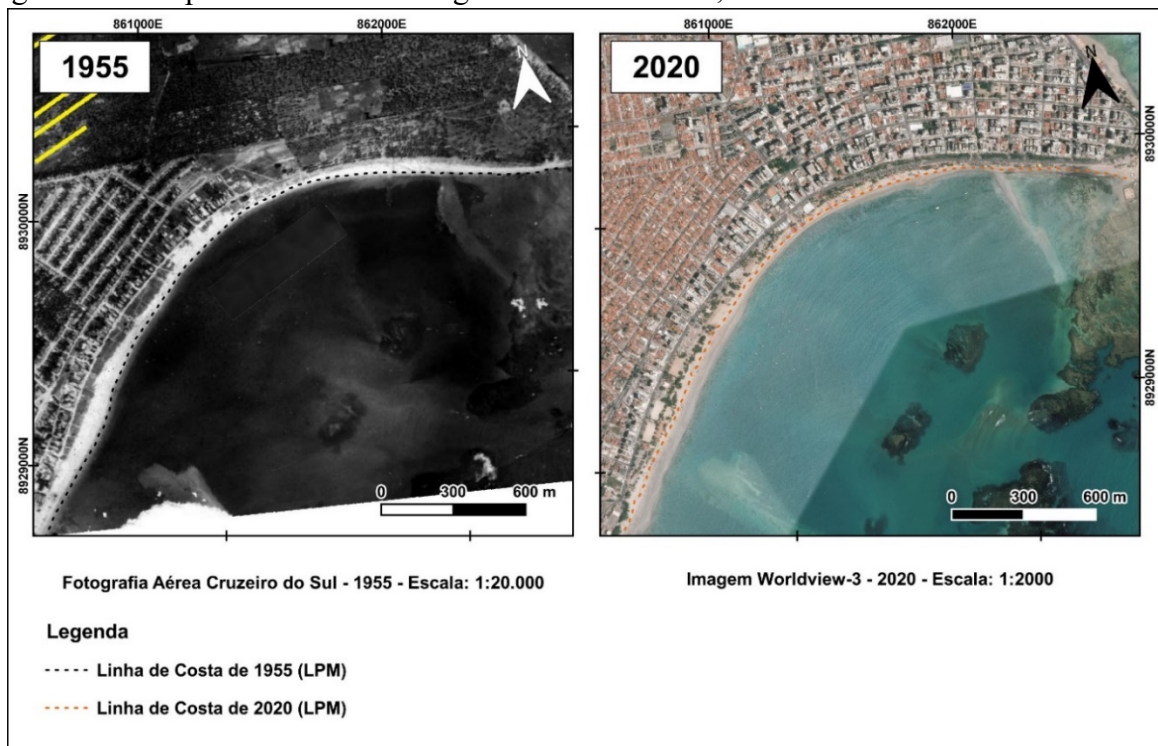 861000E
862000E
861000E
862000E
1955
N
2020
N
8930000N
8929000N
8930000N
8929000N
0 300 600 m
0 300 600 m
Fotografia Aérea Cruzeiro do Sul - 1955 - Escala: 1:20.000
Imagem Worldview-3 - 2020 - Escala: 1:2000
Legenda
Linha de Costa de 1955 (LPM)
Linha de Costa de 2020 (LPM)